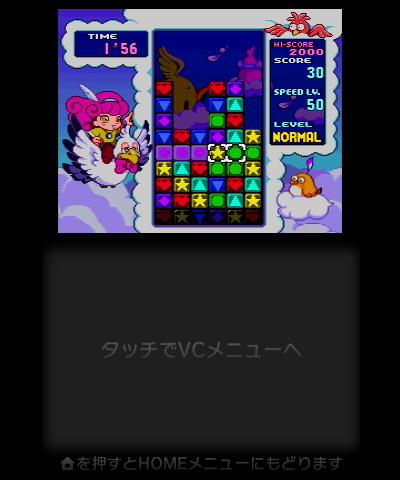 TIME
1'56
HI-SCORE
2000
SCORE
30
SPEED LV.
50
LEVEL
NORMAL
タッチでVCメニューへ
を押すとHOMEメニューにもどります